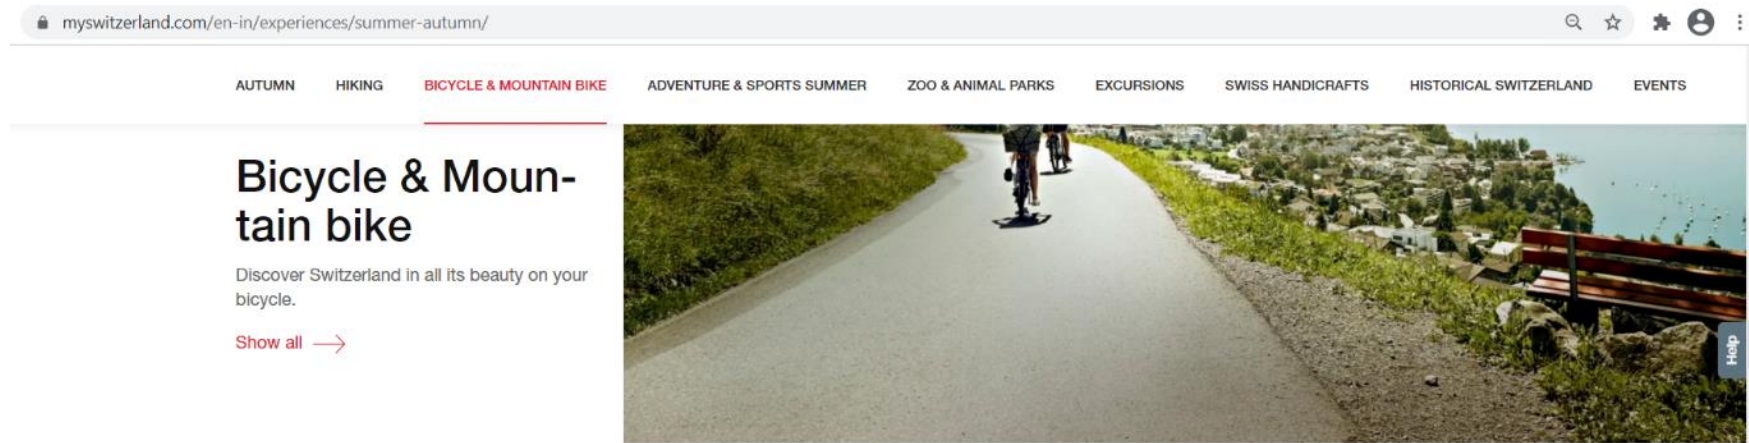 myswitzerland.com/en-in/experiences/summer-autumn/
AUTUMN HIKING BICYCLE & MOUNTAIN BIKE ADVENTURE & SPORTS SUMMER ZOO & ANIMAL PARKS EXCURSIONS SWISS HANDICRAFTS HISTORICAL SWITZERLAND EVENTS
Bicycle & Moun-
tain bike
Discover Switzerland in all its beauty on your
bicycle.
Show all
Help